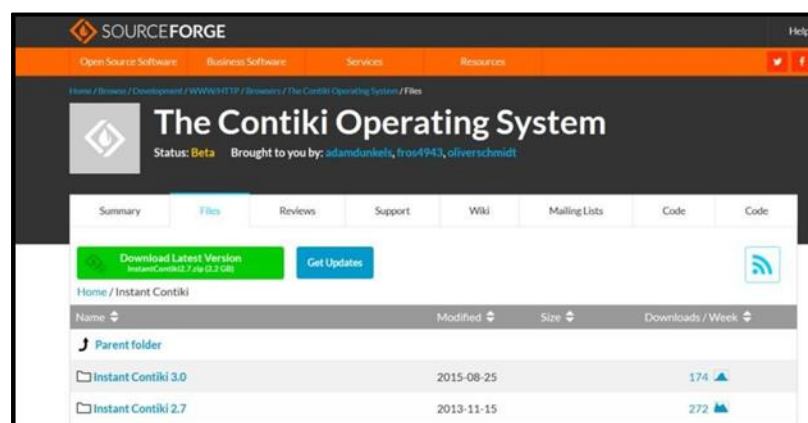 SOURCEFORGE
Help
Open Source Software Business Software Services Resources
Home / Browse / Development / WWW/HTTP / Browsers / The Contiki Operating System / Files
The Contiki Operating System
Status: Beta Brought to you by: adamdunkels, fros4943, oliverschmidt
Summary Files Reviews Support Wiki Mailing Lists Code Code
Download Latest Version
InstantContiki2.7.zip (2.2 GB)
Get Updates
Home / Instant Contiki
Name Modified Size Downloads / Week
Parent folder
Instant Contiki 3.0 2015-08-25 174
Instant Contiki 2.7 2013-11-15 272